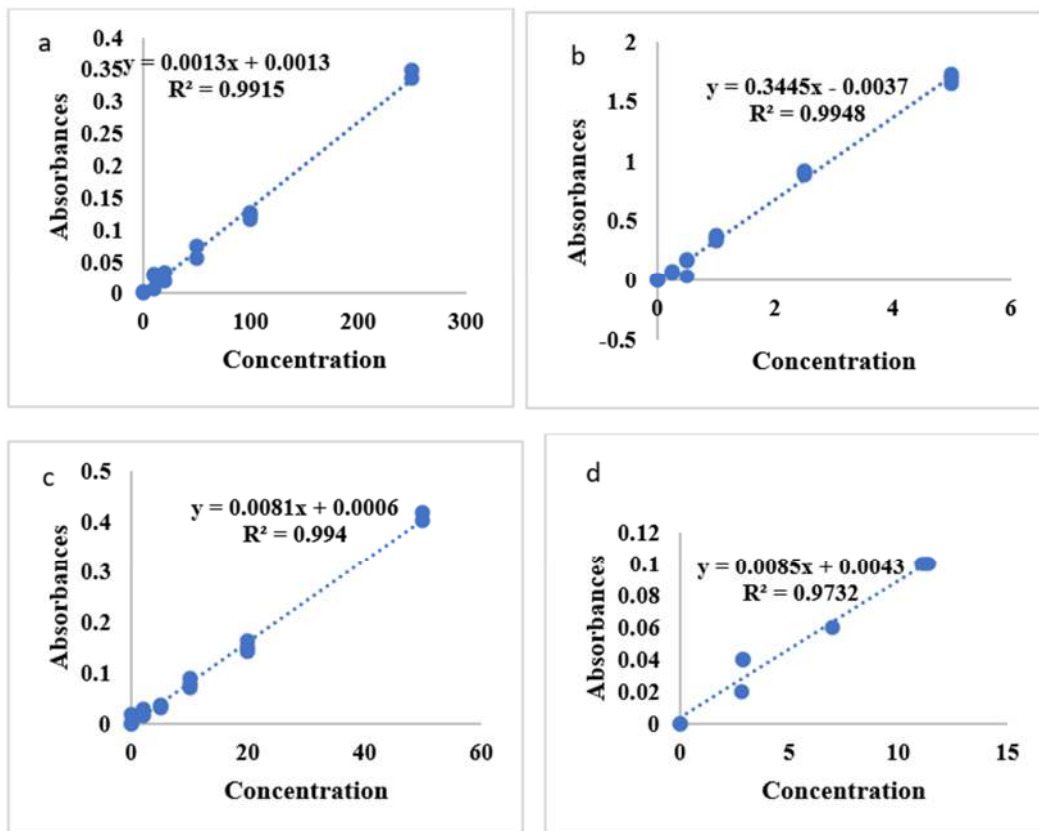 a
0.4
0.35
0.3
0.25
0.2
0.15
0.1
0.05
0
y = 0.0013x + 0.0013
R² = 0.9915
Absorbances
0 100 200 300
Concentration
b
2
1.5
1
0.5
0
-0.5
y = 0.3445x - 0.0037
R² = 0.9948
Absorbances
0 2 4 6
Concentration
c
0.5
0.4
0.3
0.2
0.1
0
y = 0.0081x + 0.0006
R² = 0.994
Absorbances
0 20 40 60
Concentration
d
0.12
0.1
0.08
0.06
0.04
0.02
0
y = 0.0085x + 0.0043
R² = 0.9732
Absorbances
0 5 10 15
Concentration